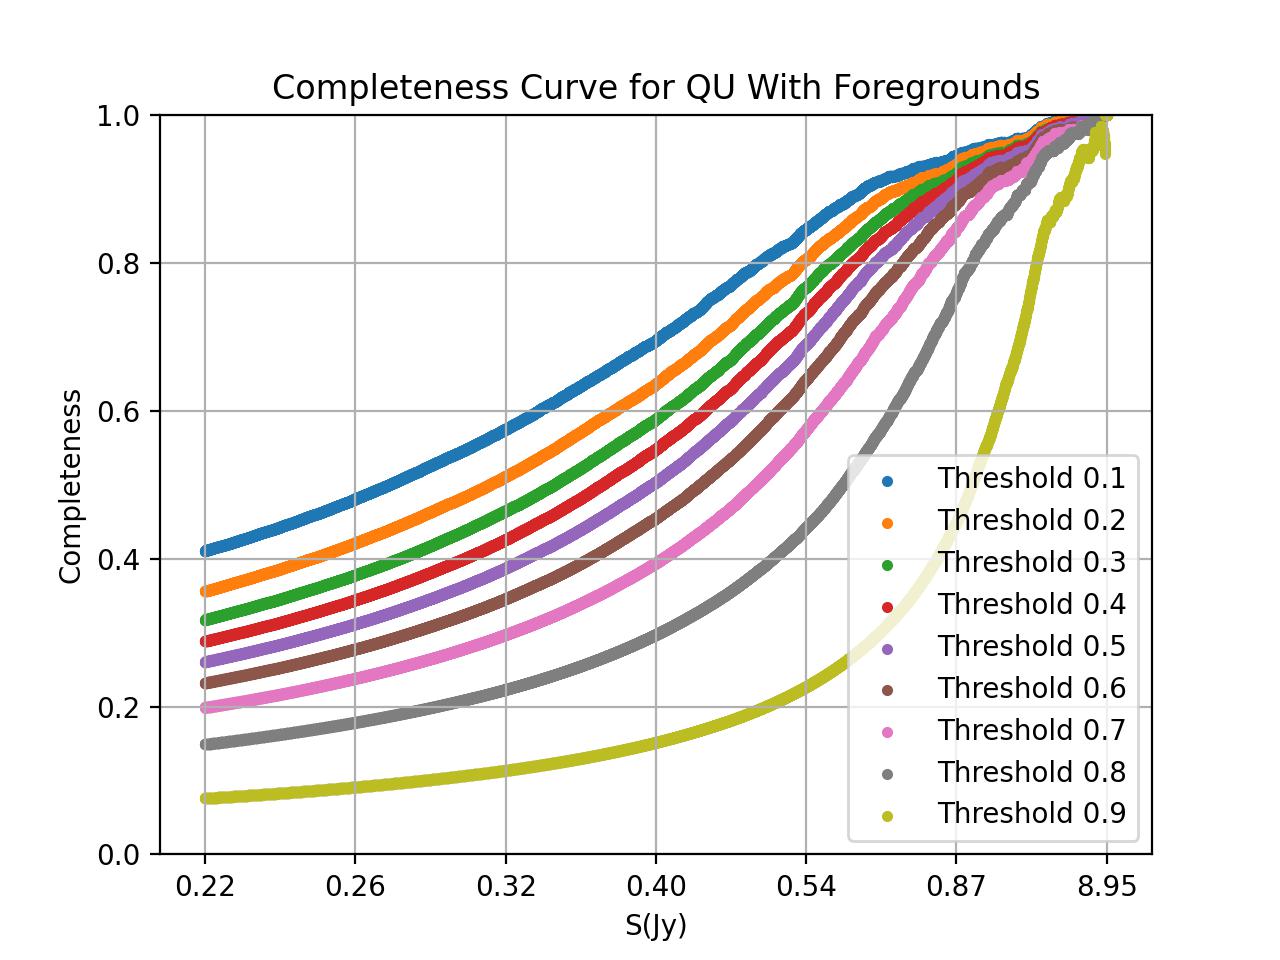 Completeness Curve for QU With Foregrounds
1.0
0.8
0.6
0.4
0.2
0.0
Completeness
0.22 0.26 0.32 0.40 0.54 0.87 8.95
S(Jy)
Threshold 0.1
Threshold 0.2
Threshold 0.3
Threshold 0.4
Threshold 0.5
Threshold 0.6
Threshold 0.7
Threshold 0.8
Threshold 0.9